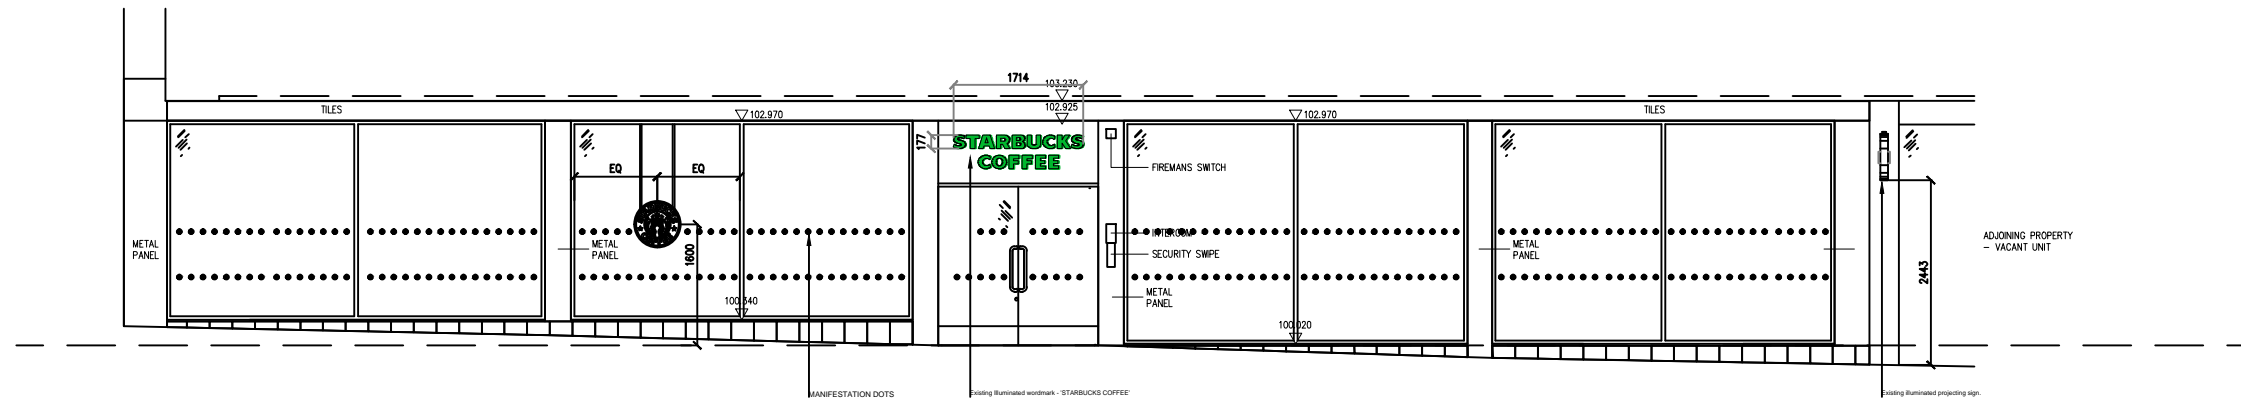 1714
103.230
TILES
102.925
TILES
102.970
102.970
177
STARBUCKS
COFFEE
FIREMANS SWITCH
EQ
EQ
METAL
PANEL
METAL
PANEL
1600
INTERCOM
SECURITY SWIPE
METAL
PANEL
ADJOINING PROPERTY
- VACANT UNIT
2443
METAL
PANEL
100.340
100.020
MANIFESTATION DOTS
Existing Illuminated wordmark - 'STARBUCKS COFFEE'
Existing illuminated projecting sign.